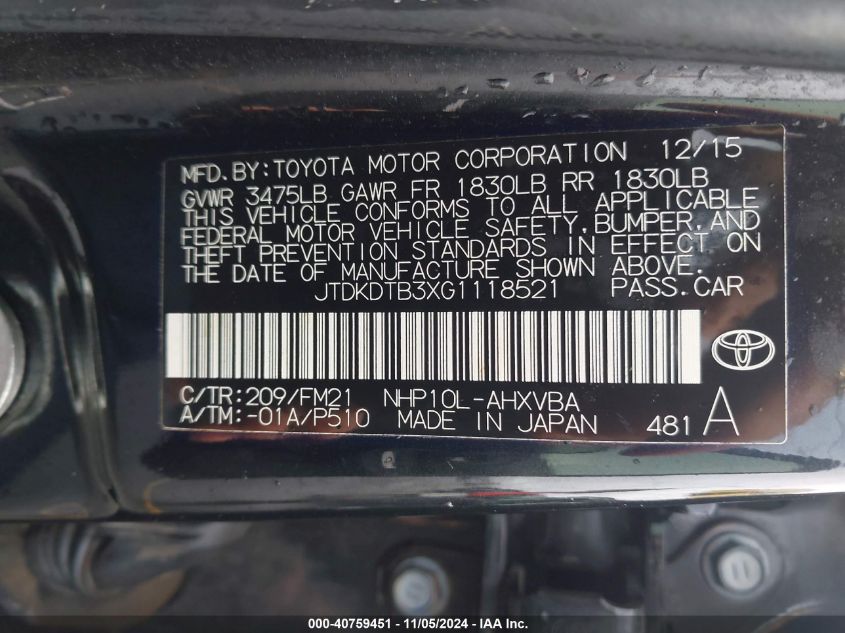 MFD. BY: TOYOTA MOTOR CORPORATION 12/15
GVWR 3475LB GAWR FR 1830LB RR 1830LB
THIS VEHICLE CONFORMS TO ALL APPLICABLE
FEDERAL MOTOR VEHICLE SAFETY, BUMPER, AND
THEFT PREVENTION STANDARDS IN EFFECT ON
THE DATE OF MANUFACTURE SHOWN ABOVE.
JTDKDTB3XG1118521 PASS. CAR
C/TR: 209/FM21 NHP10L-AHXVBA
A/TM: -01A/P510 MADE IN JAPAN 481 A
000-40759451 - 11/05/2024 - IAA Inc.